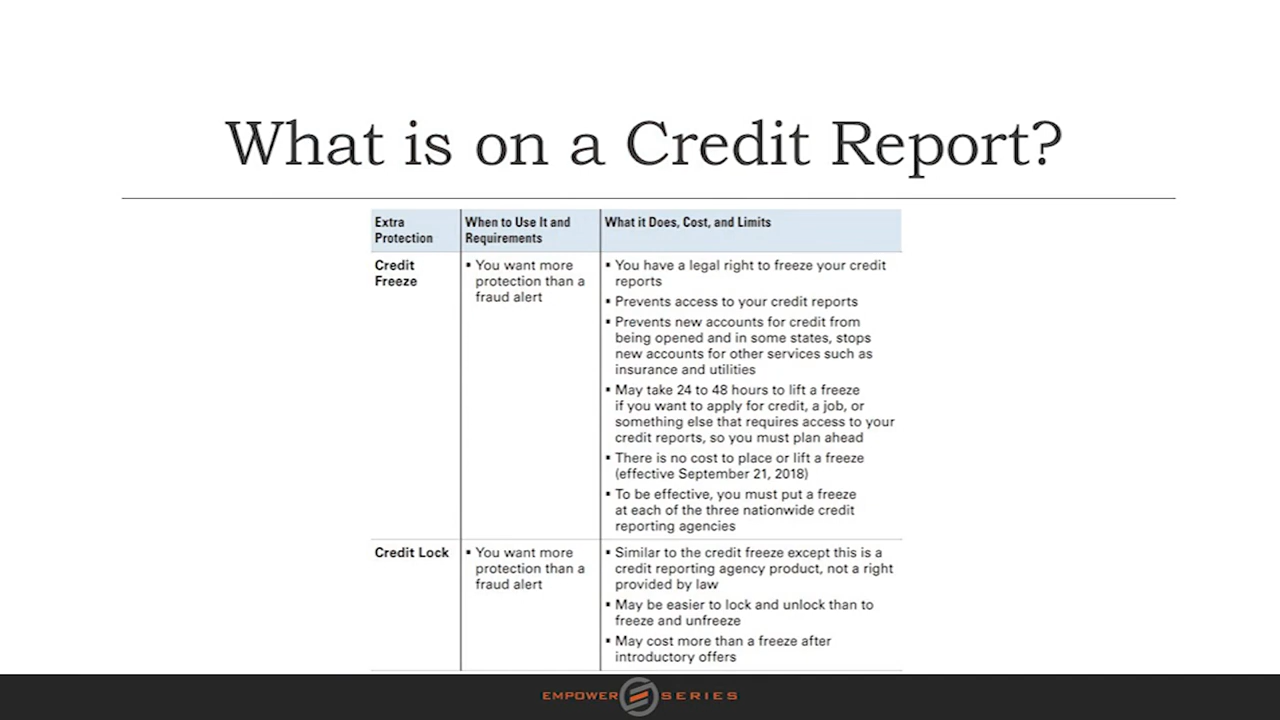 What is on a Credit Report?
Extra
Protection
When to Use It and
Requirements
What it Does, Cost, and Limits
Credit
Freeze
▪ You want more
protection than a
fraud alert
▪ You have a legal right to freeze your credit
reports
▪ Prevents access to your credit reports
▪ Prevents new accounts for credit from
being opened and in some states, stops
new accounts for other services such as
insurance and utilities
▪ May take 24 to 48 hours to lift a freeze
if you want to apply for credit, a job, or
something else that requires access to your
credit reports, so you must plan ahead
▪ There is no cost to place or lift a freeze
(effective September 21, 2018)
▪ To be effective, you must put a freeze
at each of the three nationwide credit
reporting agencies
Credit Lock
▪ You want more
protection than a
fraud alert
▪ Similar to the credit freeze except this is a
credit reporting agency product, not a right
provided by law
▪ May be easier to lock and unlock than to
freeze and unfreeze
▪ May cost more than a freeze after
introductory offers
EMPOWER SERIES